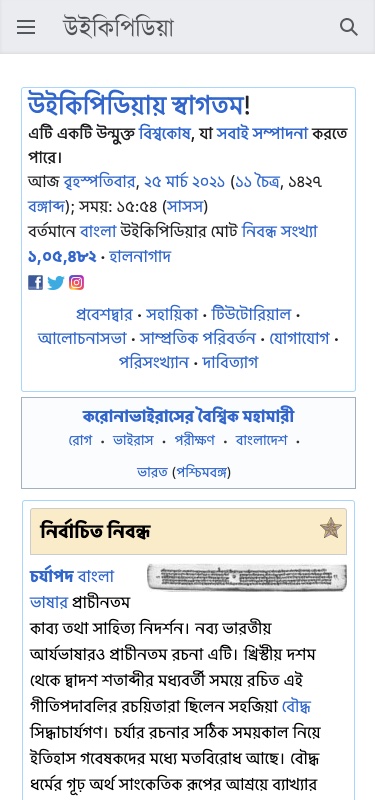 উইকিপিডিয়া
উইকিপিডিয়ায় স্বাগতম!
এটি একটি উন্মুক্ত বিশ্বকোষ, যা সবাই সম্পাদনা করতে
পারে।
আজ বৃহস্পতিবার, ২৫ মার্চ ২০২১ (১১ চৈত্র, ১৪২৭
বঙ্গাব্দ); সময়: ১৫:৫৪ (সাসস)
বর্তমানে বাংলা উইকিপিডিয়ার মোট নিবন্ধ সংখ্যা
১,০৫,৪৮২ · হালনাগাদ
প্রবেশদ্বার · সহায়িকা · টিউটোরিয়াল ·
আলোচনাসভা · সাম্প্রতিক পরিবর্তন · যোগাযোগ ·
পরিসংখ্যান · দাবিত্যাগ
করোনাভাইরাসের বৈশ্বিক মহামারী
রোগ · ভাইরাস · পরীক্ষণ · বাংলাদেশ ·
ভারত (পশ্চিমবঙ্গ)
নির্বাচিত নিবন্ধ
চর্যাপদ বাংলা
ভাষার প্রাচীনতম
কাব্য তথা সাহিত্য নিদর্শন। নব্য ভারতীয়
আর্যভাষারও প্রাচীনতম রচনা এটি। খ্রিস্টীয় দশম
থেকে দ্বাদশ শতাব্দীর মধ্যবর্তী সময়ে রচিত এই
গীতিপদাবলির রচয়িতারা ছিলেন সহজিয়া বৌদ্ধ
সিদ্ধাচার্যগণ। চর্যার রচনার সঠিক সময়কাল নিয়ে
ইতিহাস গবেষকদের মধ্যে মতবিরোধ আছে। বৌদ্ধ
ধর্মের গূঢ় অর্থ সাংকেতিক রূপের আশ্রয়ে ব্যাখ্যার